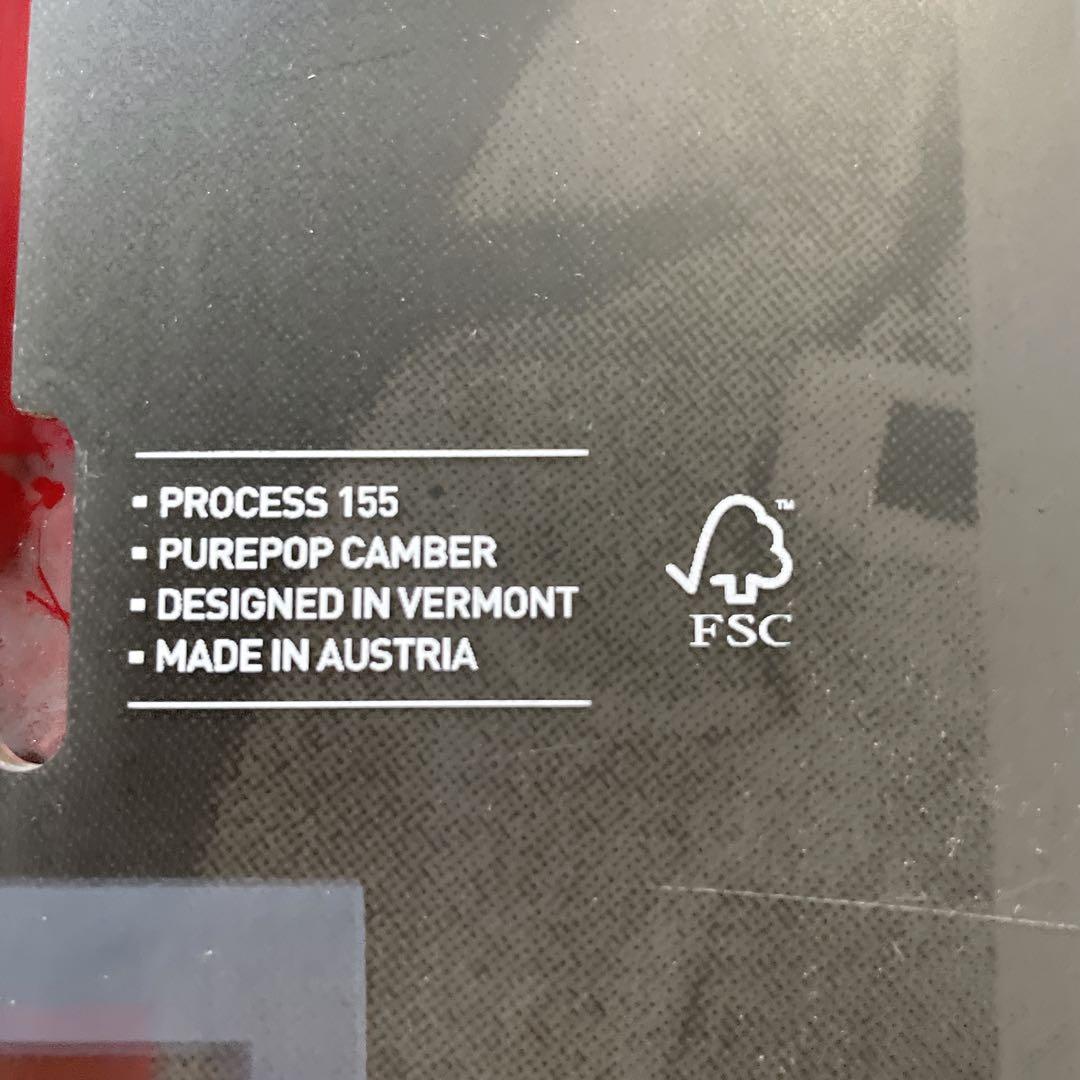 ▪ PROCESS 155
▪ PUREPOP CAMBER
▪ DESIGNED IN VERMONT
▪ MADE IN AUSTRIA
™
FSC